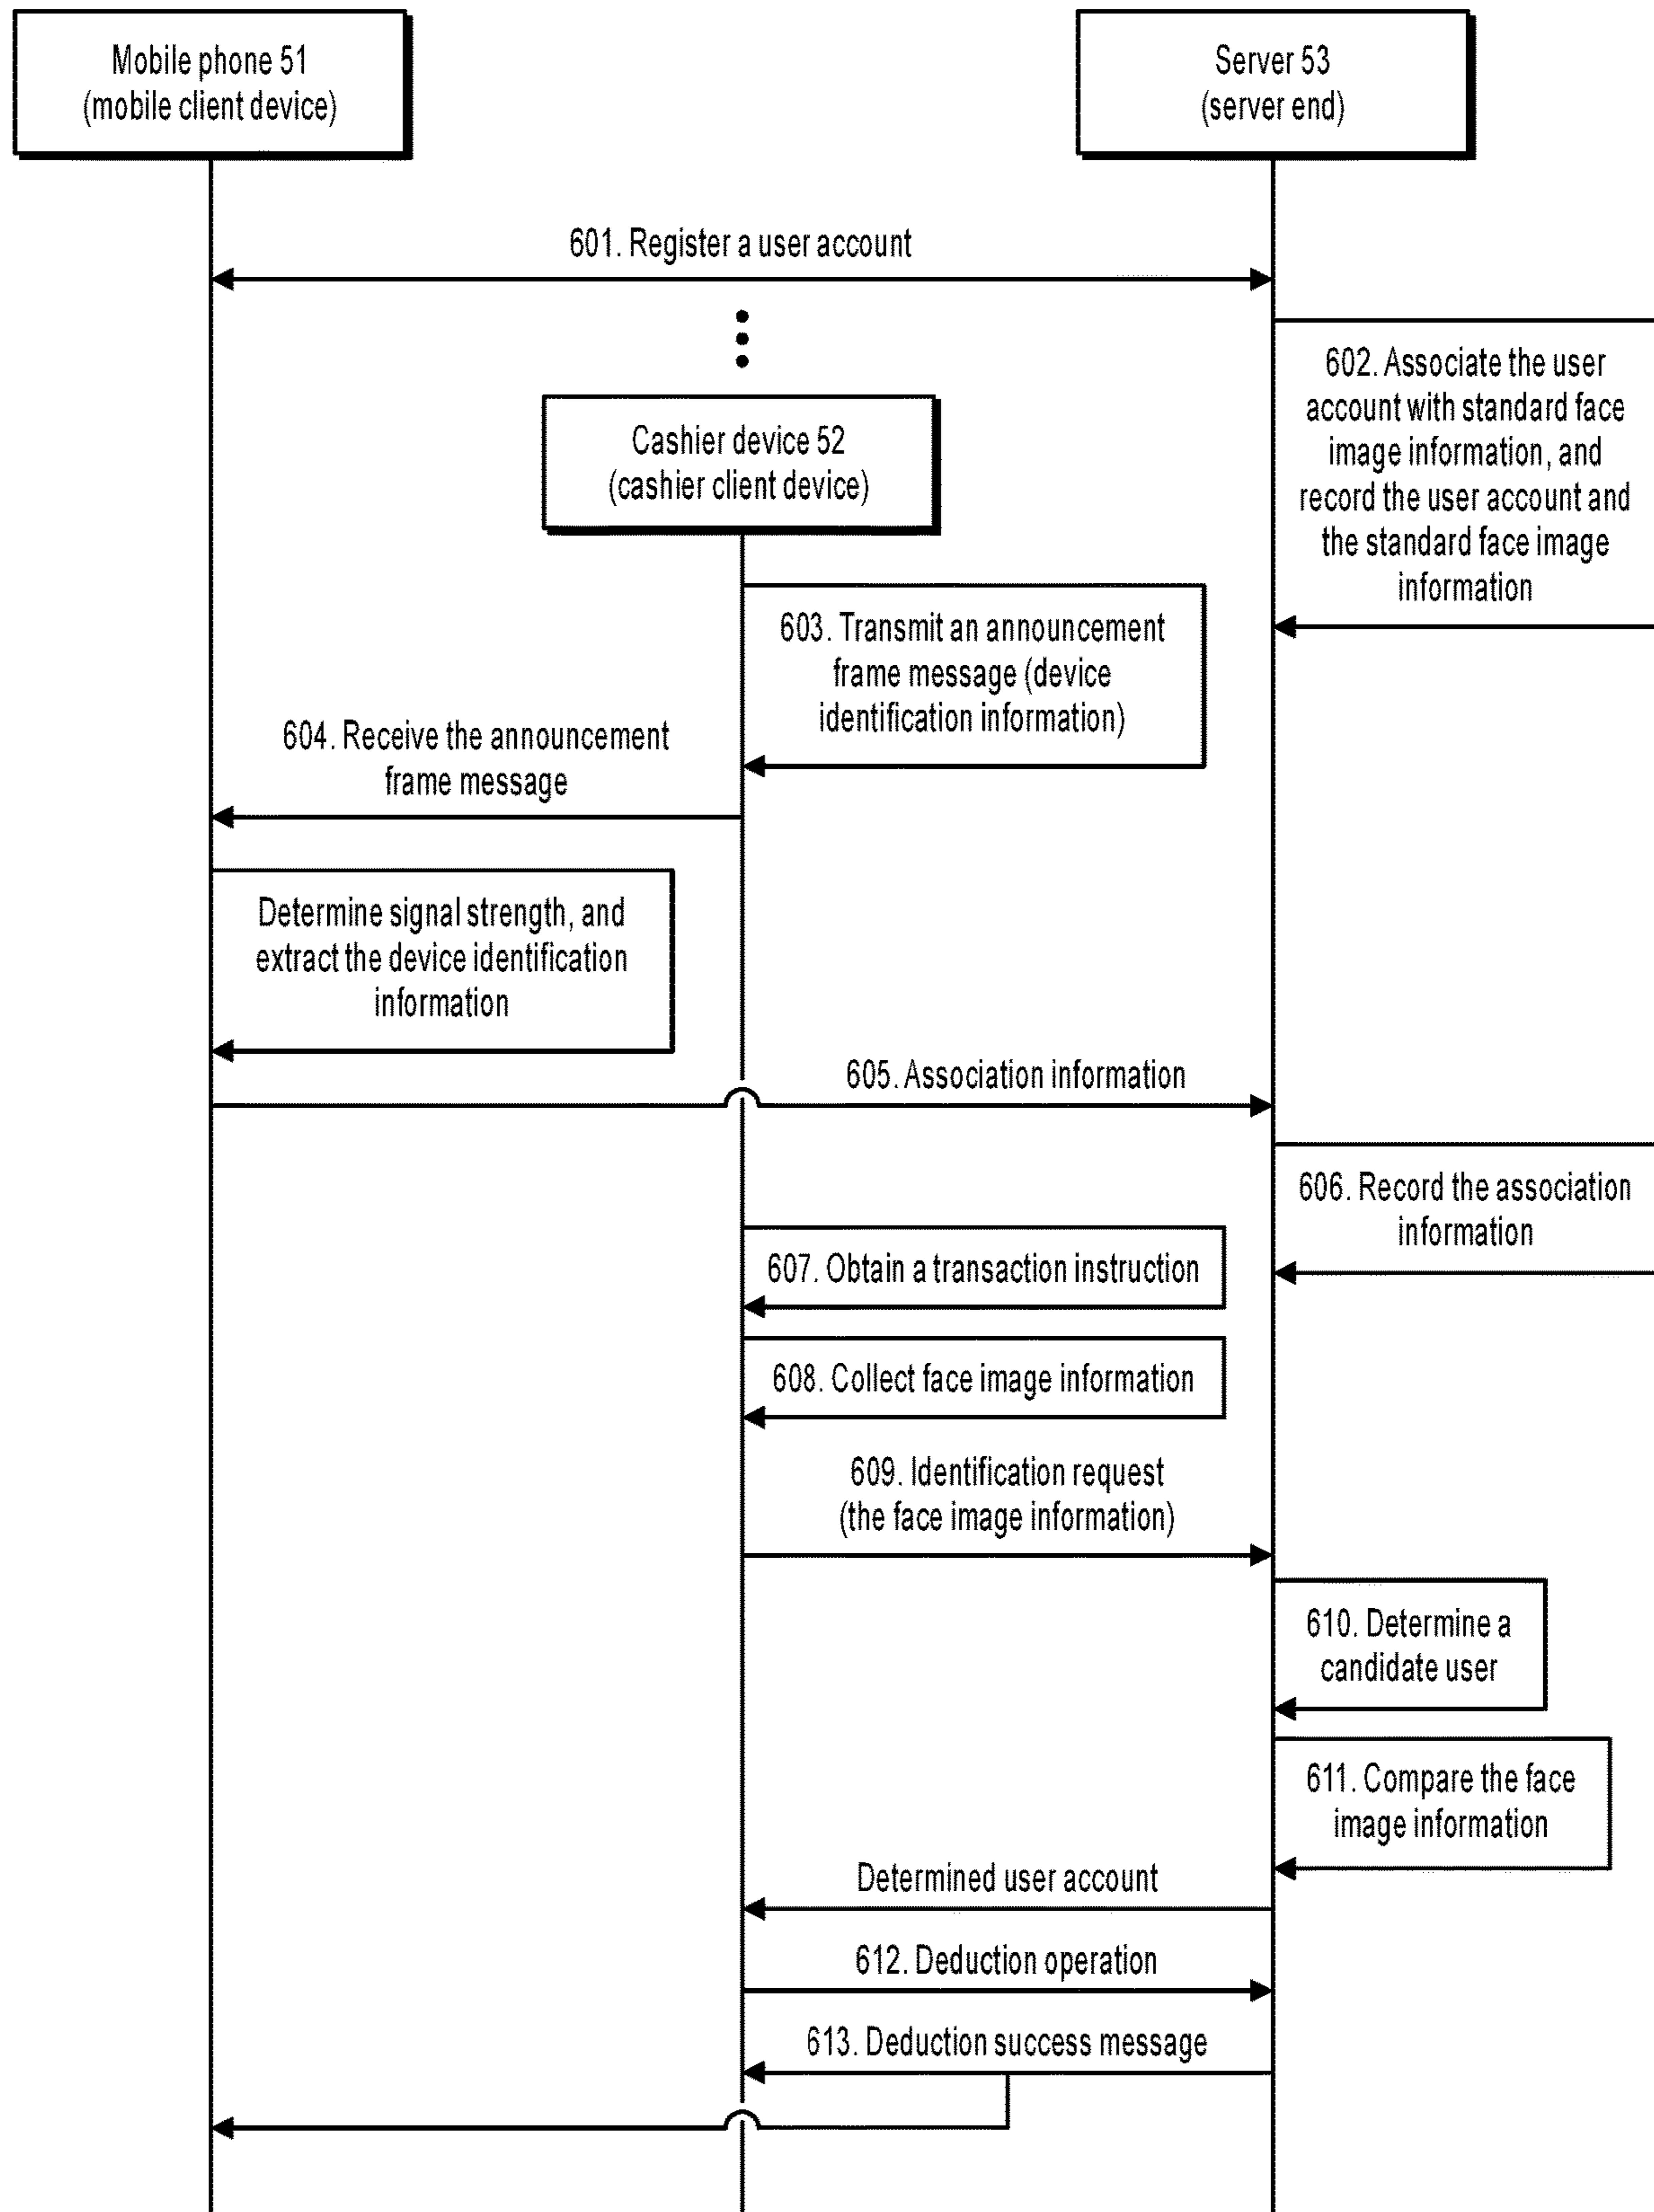 Mobile phone 51
(mobile client device)
Server 53
(server end)
601. Register a user account
602. Associate the user
account with standard face
image information, and
record the user account and
the standard face image
information
Cashier device 52
(cashier client device)
603. Transmit an announcement
frame message (device
identification information)
604. Receive the announcement
frame message
Determine signal strength, and
extract the device identification
information
605. Association information
606. Record the association
information
607. Obtain a transaction instruction
608. Collect face image information
609. Identification request
(the face image information)
610. Determine a
candidate user
611. Compare the face
image information
Determined user account
612. Deduction operation
613. Deduction success message